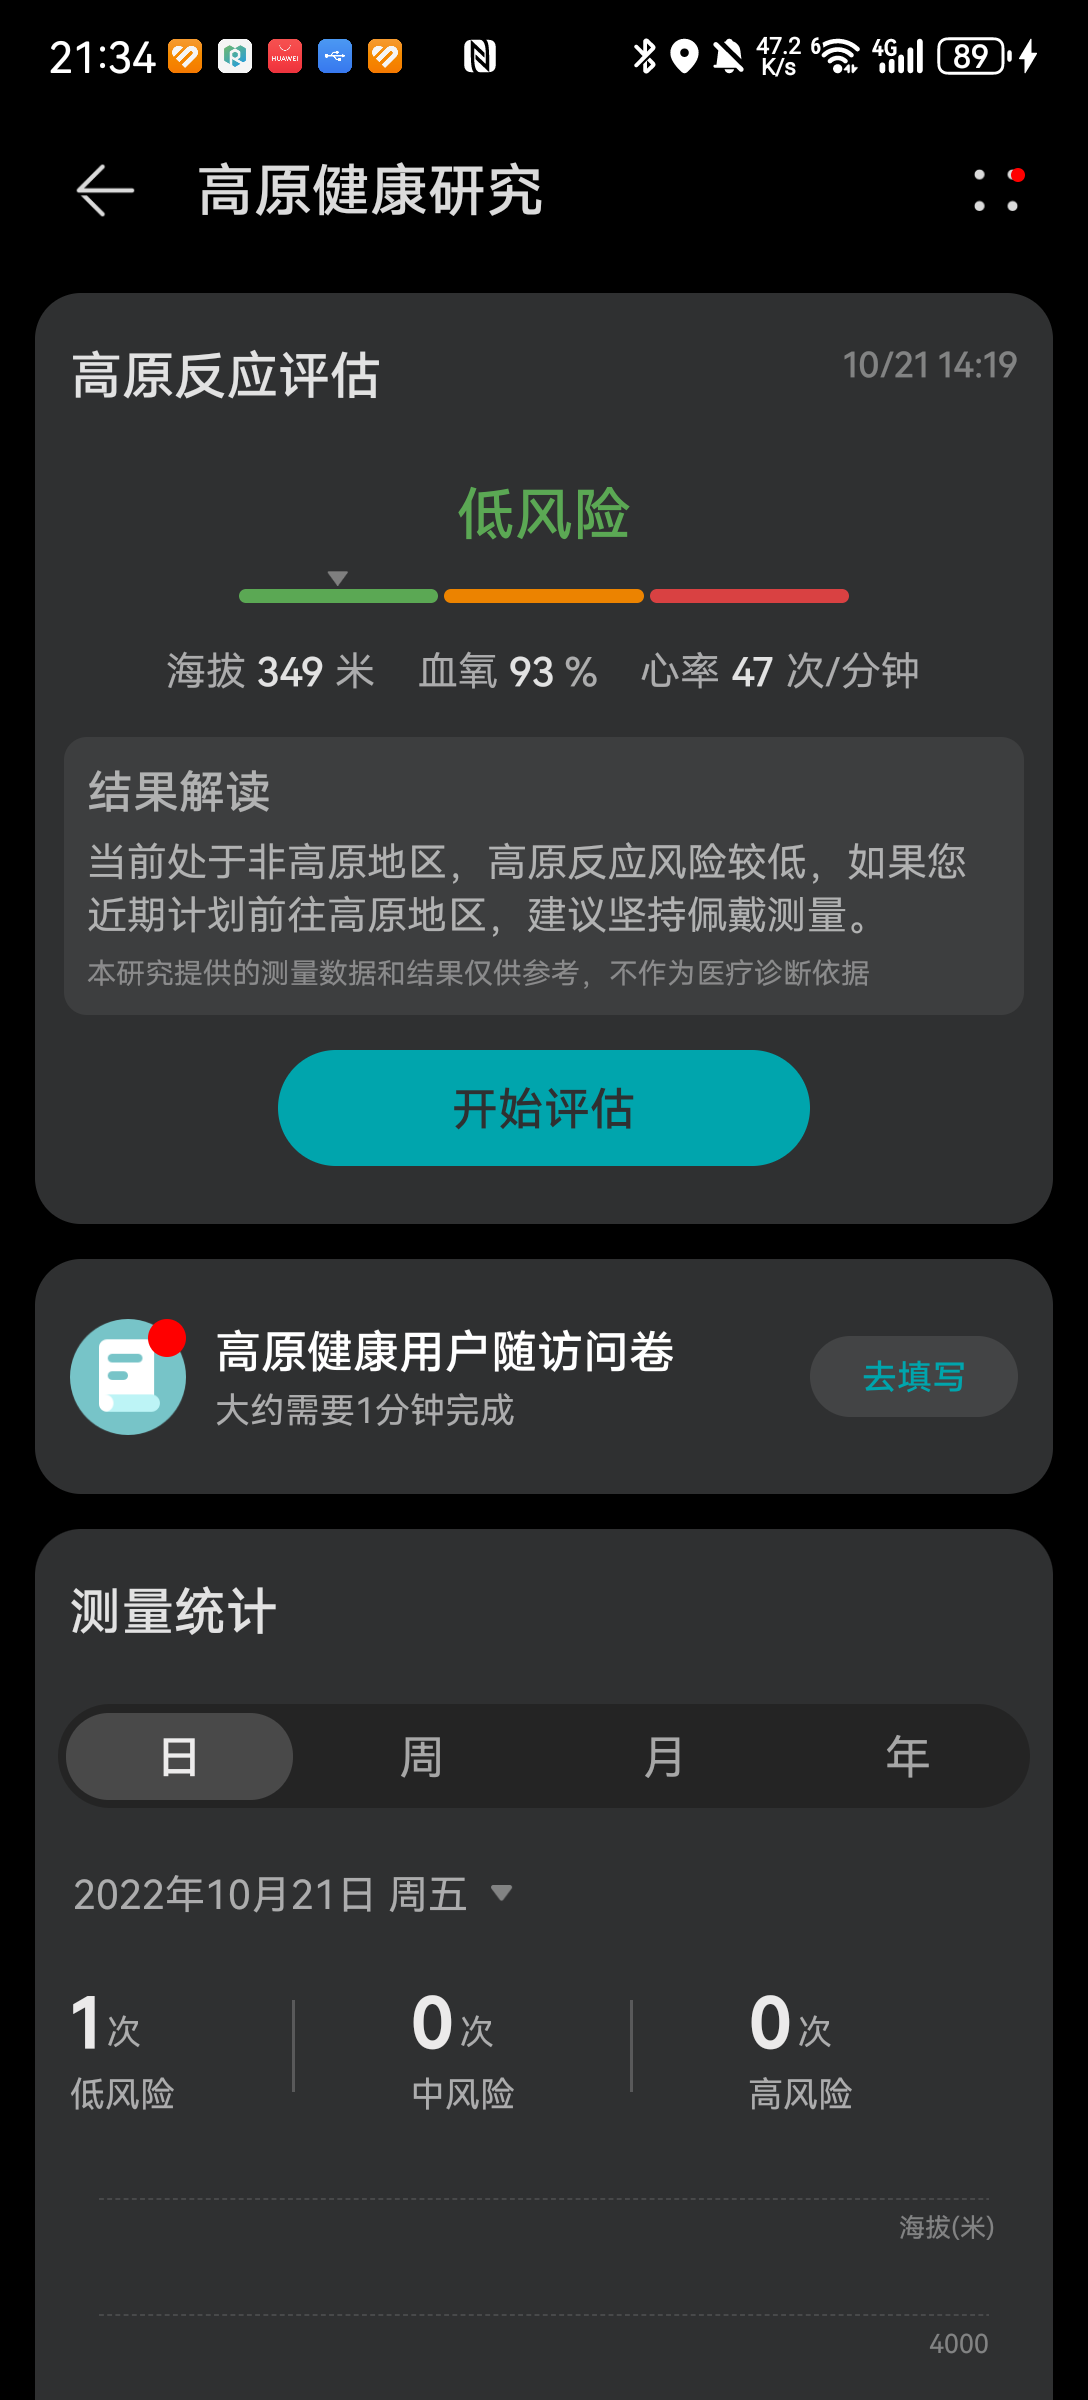 21:34
HUAWEI
47.2 K/s
6
4G
89
高原健康研究
高原反应评估
10/21 14:19
低风险
海拔 349 米 血氧 93 % 心率 47 次/分钟
结果解读
当前处于非高原地区，高原反应风险较低，如果您
近期计划前往高原地区，建议坚持佩戴测量。
本研究提供的测量数据和结果仅供参考，不作为医疗诊断依据
开始评估
高原健康用户随访问卷
大约需要1分钟完成
去填写
测量统计
日 周 月 年
2022年10月21日 周五
1次 0次 0次
低风险 中风险 高风险
海拔(米)
4000